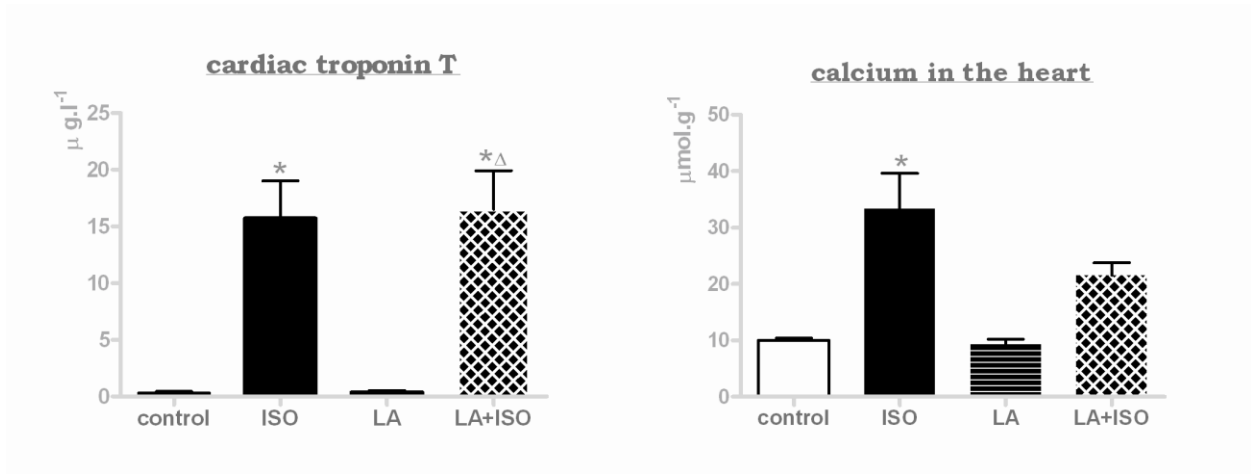 cardiac troponin T
μ g.l-1
25
20
15
10
5
0
*
*Δ
control ISO LA LA+ISO
calcium in the heart
μmol.g-1
50
40
30
20
10
0
*
control ISO LA LA+ISO